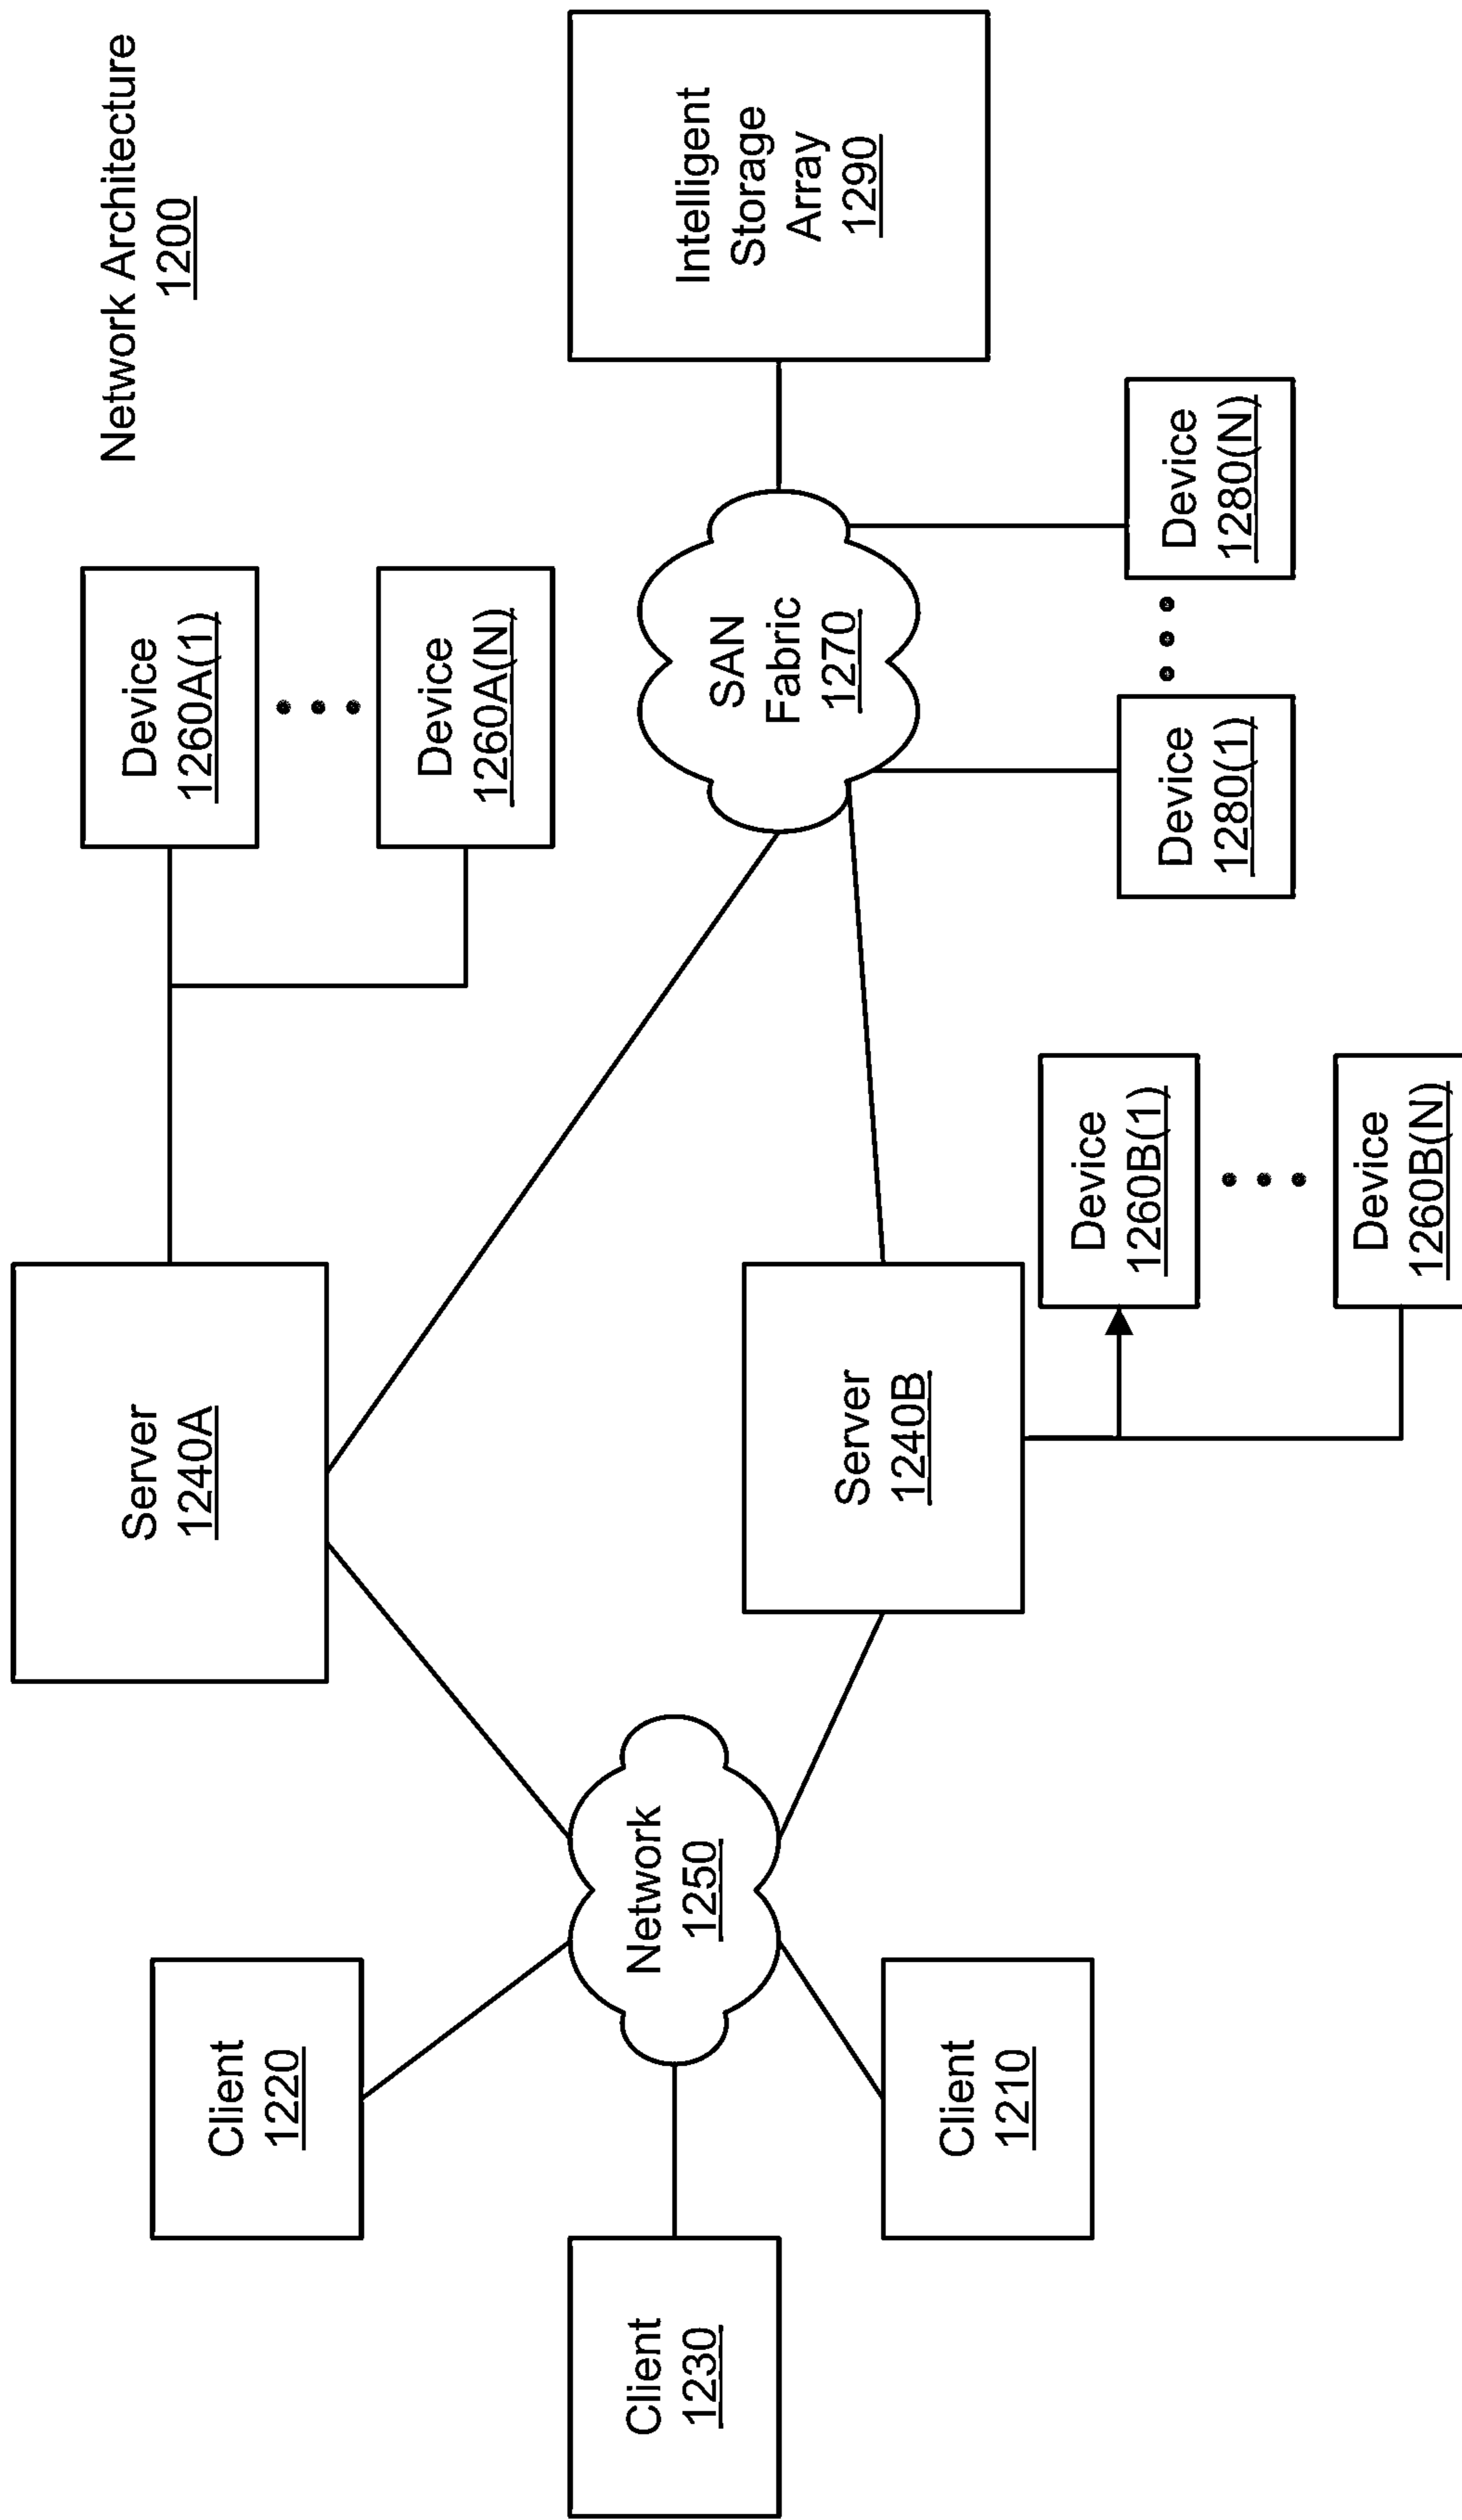 Network Architecture
1200
Client
1220
Server
1240A
Device
1260A(1)
Device
1260A(N)
Client
1230
Network
1250
SAN
Fabric
1270
Intelligent
Storage
Array
1290
Client
1210
Server
1240B
Device
1260B(1)
Device
1260B(N)
Device
1280(1)
Device
1280(N)